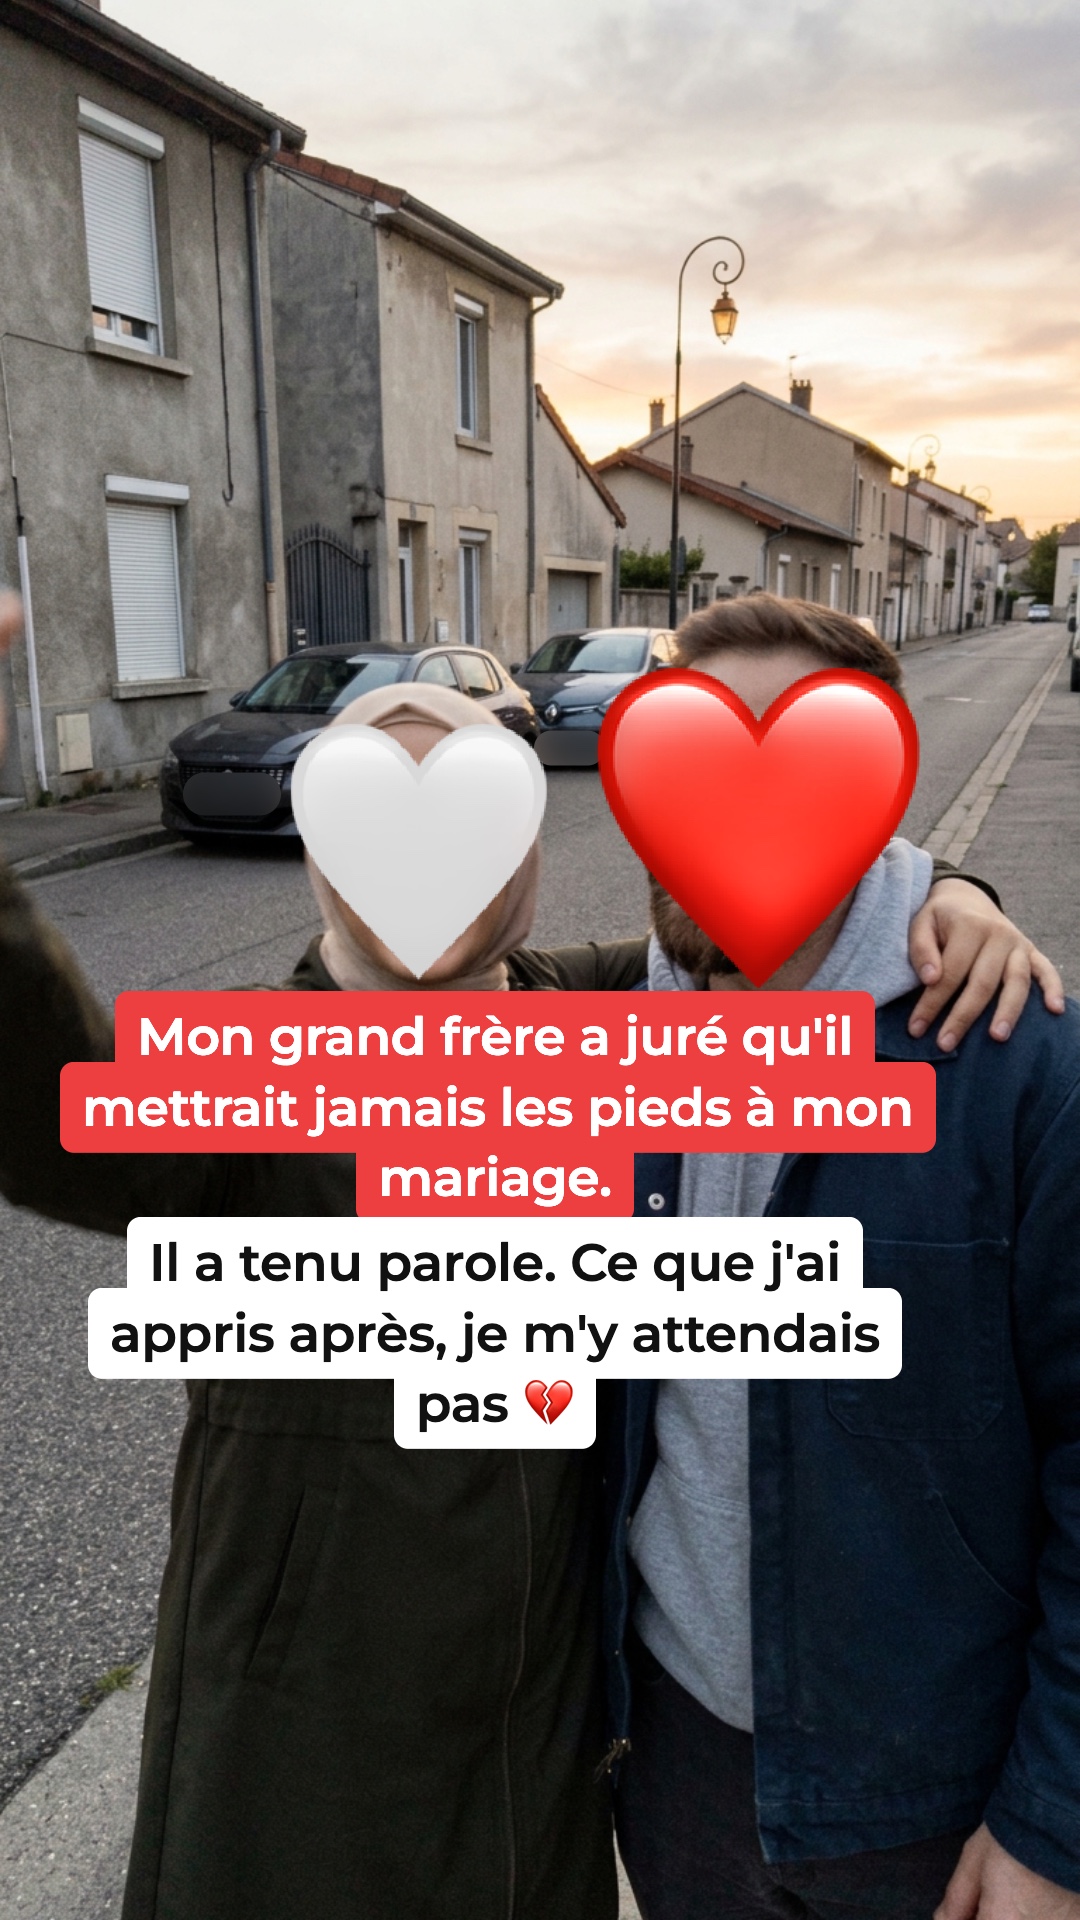 Mon grand frère a juré qu'il
mettrait jamais les pieds à mon
mariage.
Il a tenu parole. Ce que j'ai
appris après, je m'y attendais
pas 💔